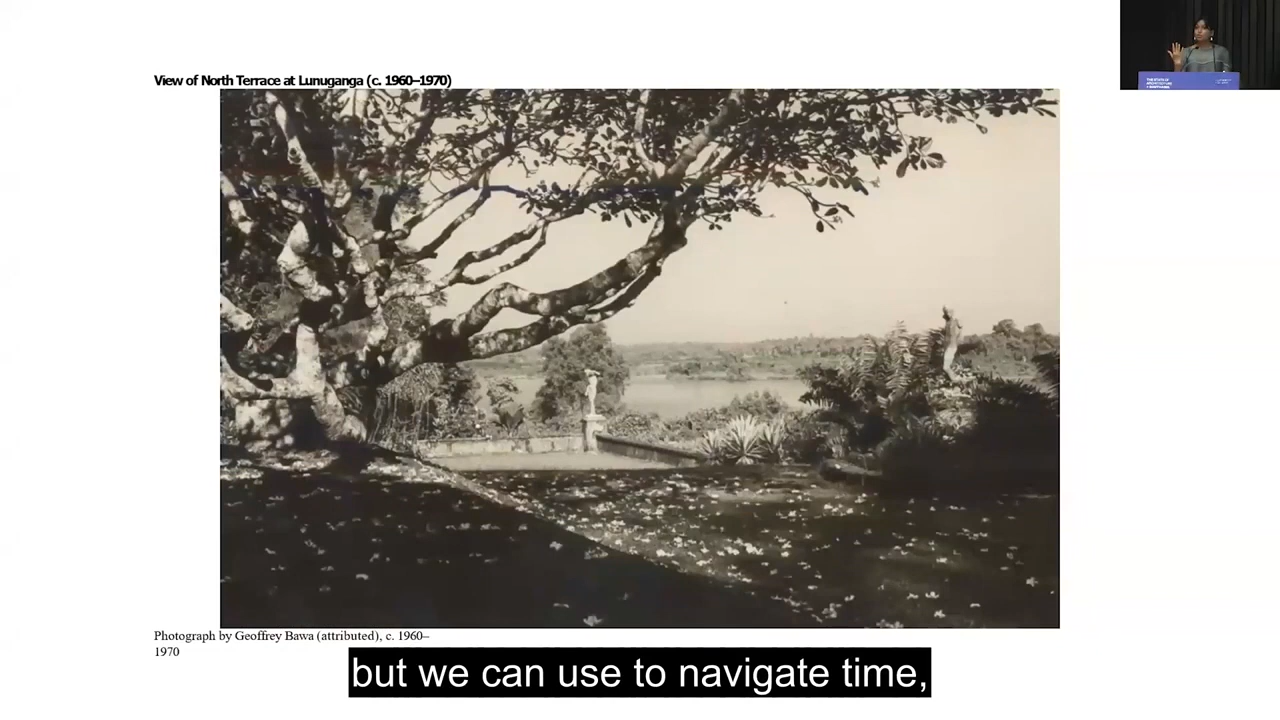 View of North Terrace at Lunuganga (c. 1960–1970)
Photograph by Geoffrey Bawa (attributed), c. 1960–
1970
but we can use to navigate time,